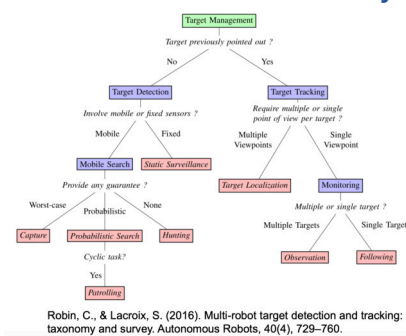 Target Management
Target previously pointed out ?
No
Yes
Target Detection
Target Tracking
Involve mobile or fixed sensors ?
Require multiple or single
point of view per target ?
Mobile
Fixed
Multiple
Viewpoints
Single
Viewpoint
Mobile Search
Static Surveillance
Target Localization
Monitoring
Provide any guarantee ?
Multiple or single target ?
Worst-case
Probabilistic
None
Multiple Targets
Single Target
Capture
Probabilistic Search
Hunting
Observation
Following
Cyclic task?
Yes
Patrolling
Robin, C., & Lacroix, S. (2016). Multi-robot target detection and tracking:
taxonomy and survey. Autonomous Robots, 40(4), 729–760.